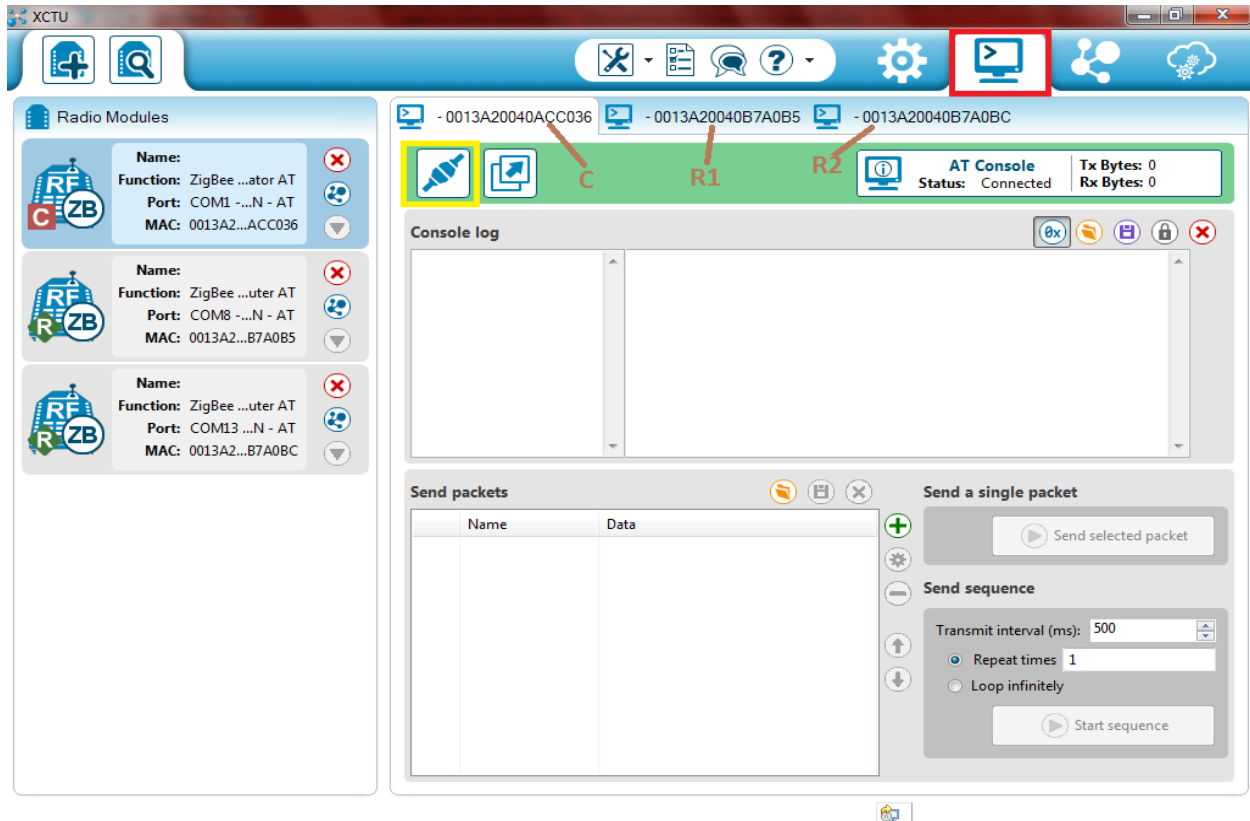 XCTU
Radio Modules
Name:
Function: ZigBee ...ator AT
Port: COM1 -...N - AT
MAC: 0013A2...ACC036
C ZB
RF
Name:
Function: ZigBee ...uter AT
Port: COM8 -...N - AT
MAC: 0013A2...B7A0B5
RF
R ZB
Name:
Function: ZigBee ...uter AT
Port: COM13 ...N - AT
MAC: 0013A2...B7A0BC
RF
R ZB
- 0013A20040ACC036
- 0013A20040B7A0B5
- 0013A20040B7A0BC
C
R1
R2
AT Console
Status: Connected
Tx Bytes: 0
Rx Bytes: 0
Console log
0x
Send packets
Name Data
Send a single packet
Send selected packet
Send sequence
Transmit interval (ms): 500
Repeat times 1
Loop infinitely
Start sequence